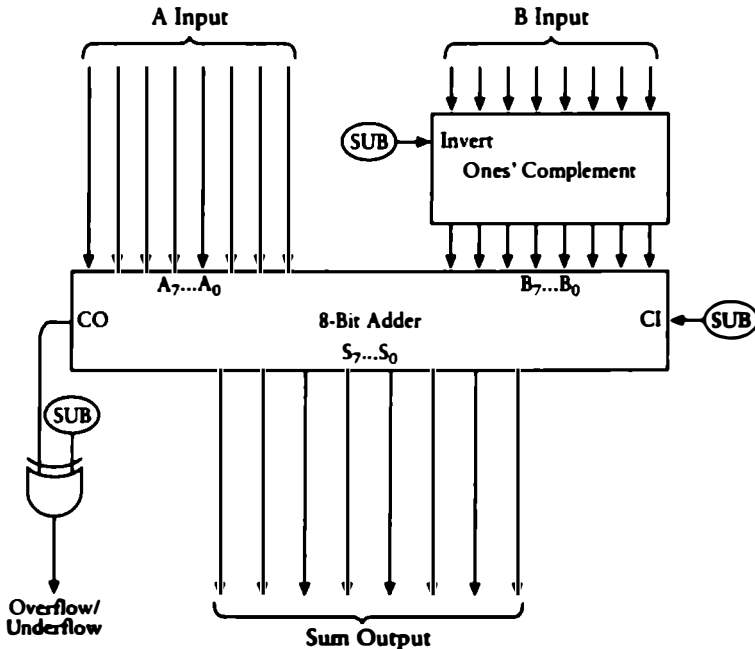 A Input
B Input
SUB
Invert
Ones' Complement
A₇...A₀
B₇...B₀
CO
8-Bit Adder
CI
SUB
S₇...S₀
SUB
Overflow/
Underflow
Sum Output